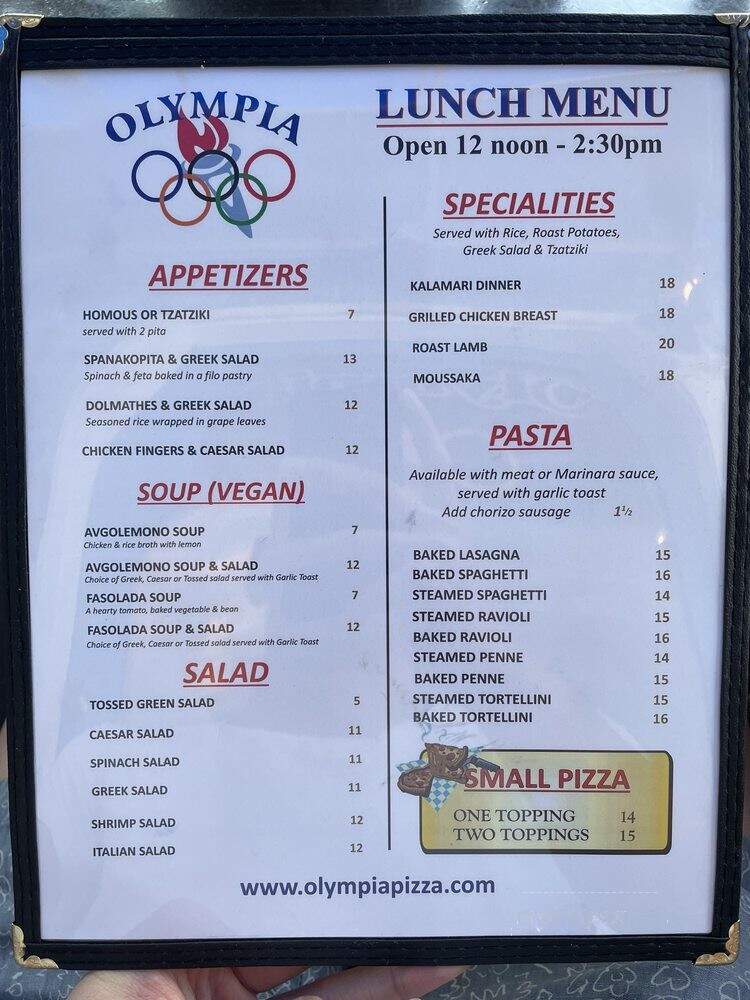 OLYMPIA
APPETIZERS
HOMOUS OR TZATZIKI 7
served with 2 pita
SPANAKOPITA & GREEK SALAD 13
Spinach & feta baked in a filo pastry
DOLMATHES & GREEK SALAD 12
Seasoned rice wrapped in grape leaves
CHICKEN FINGERS & CAESAR SALAD 12
SOUP (VEGAN)
AVGOLEMONO SOUP 7
Chicken & rice broth with lemon
AVGOLEMONO SOUP & SALAD 12
Choice of Greek, Caesar or Tossed salad served with Garlic Toast
FASOLADA SOUP 7
A hearty tomato, baked vegetable & bean
FASOLADA SOUP & SALAD 12
Choice of Greek, Caesar or Tossed salad served with Garlic Toast
SALAD
TOSSED GREEN SALAD 5
CAESAR SALAD 11
SPINACH SALAD 11
GREEK SALAD 11
SHRIMP SALAD 12
ITALIAN SALAD 12
LUNCH MENU
Open 12 noon - 2:30pm
SPECIALITIES
Served with Rice, Roast Potatoes,
Greek Salad & Tzatziki
KALAMARI DINNER 18
GRILLED CHICKEN BREAST 18
ROAST LAMB 20
MOUSSAKA 18
PASTA
Available with meat or Marinara sauce,
served with garlic toast
Add chorizo sausage 1½
BAKED LASAGNA 15
BAKED SPAGHETTI 16
STEAMED SPAGHETTI 14
STEAMED RAVIOLI 15
BAKED RAVIOLI 16
STEAMED PENNE 14
BAKED PENNE 15
STEAMED TORTELLINI 15
BAKED TORTELLINI 16
SMALL PIZZA
ONE TOPPING 14
TWO TOPPINGS 15
www.olympiapizza.com